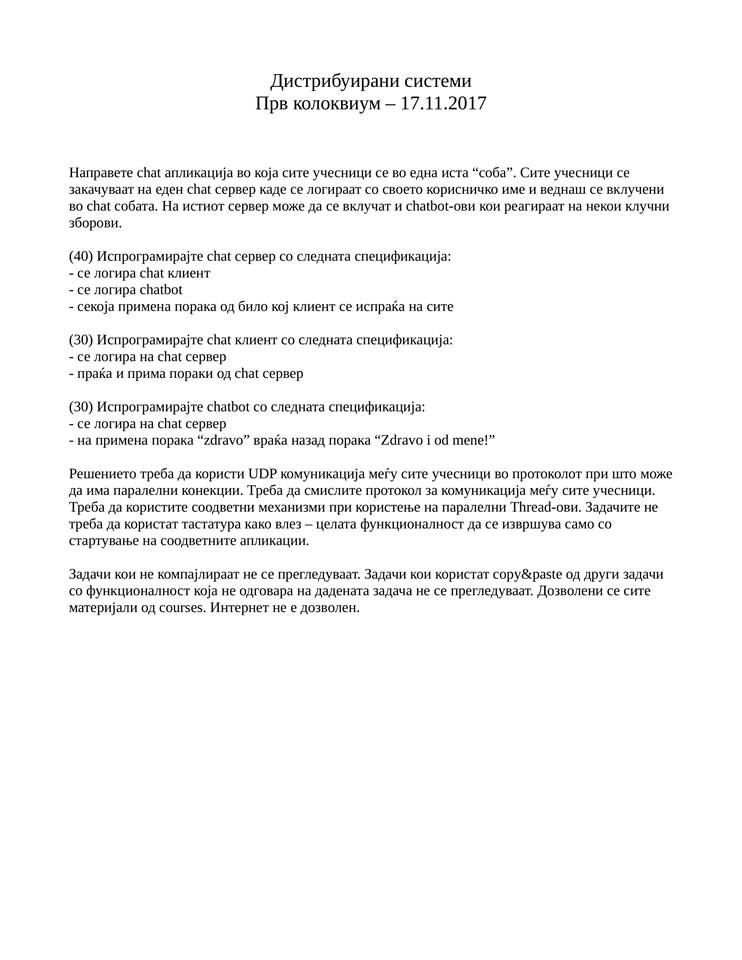 Дистрибуирани системи
Прв колоквиум – 17.11.2017
Направете chat апликација во која сите учесници се во една иста “соба”. Сите учесници се
закачуваат на еден chat сервер каде се логираат со своето корисничко име и веднаш се вклучени
во chat собата. На истиот сервер може да се вклучат и chatbot-ови кои реагираат на некои клучни
зборови.
(40) Испрограмирајте chat сервер со следната спецификација:
- се логира chat клиент
- се логира chatbot
- секоја примена порака од било кој клиент се испраќа на сите
(30) Испрограмирајте chat клиент со следната спецификација:
- се логира на chat сервер
- праќа и прима пораки од chat сервер
(30) Испрограмирајте chatbot со следната спецификација:
- се логира на chat сервер
- на примена порака “zdravo” враќа назад порака “Zdravo i od mene!”
Решението треба да користи UDP комуникација меѓу сите учесници во протоколот при што може
да има паралелни конекции. Треба да смислите протокол за комуникација меѓу сите учесници.
Треба да користите соодветни механизми при користење на паралелни Thread-ови. Задачите не
треба да користат тастатура како влез – целата функционалност да се извршува само со
стартување на соодветните апликации.
Задачи кои не компајлираат не се прегледуваат. Задачи кои користат copy&paste од други задачи
со функционалност која не одговара на дадената задача не се прегледуваат. Дозволени се сите
материјали од courses. Интернет не е дозволен.